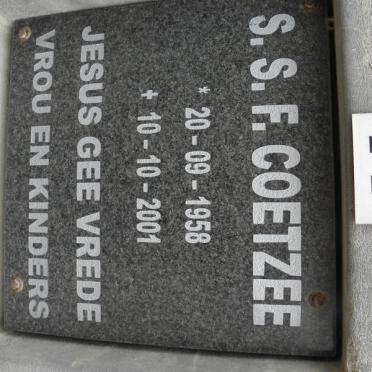 S. S. F. COETZEE
* 20 - 09 - 1958
+ 10 - 10 - 2001
JESUS GEE VREDE
VROU EN KINDERS